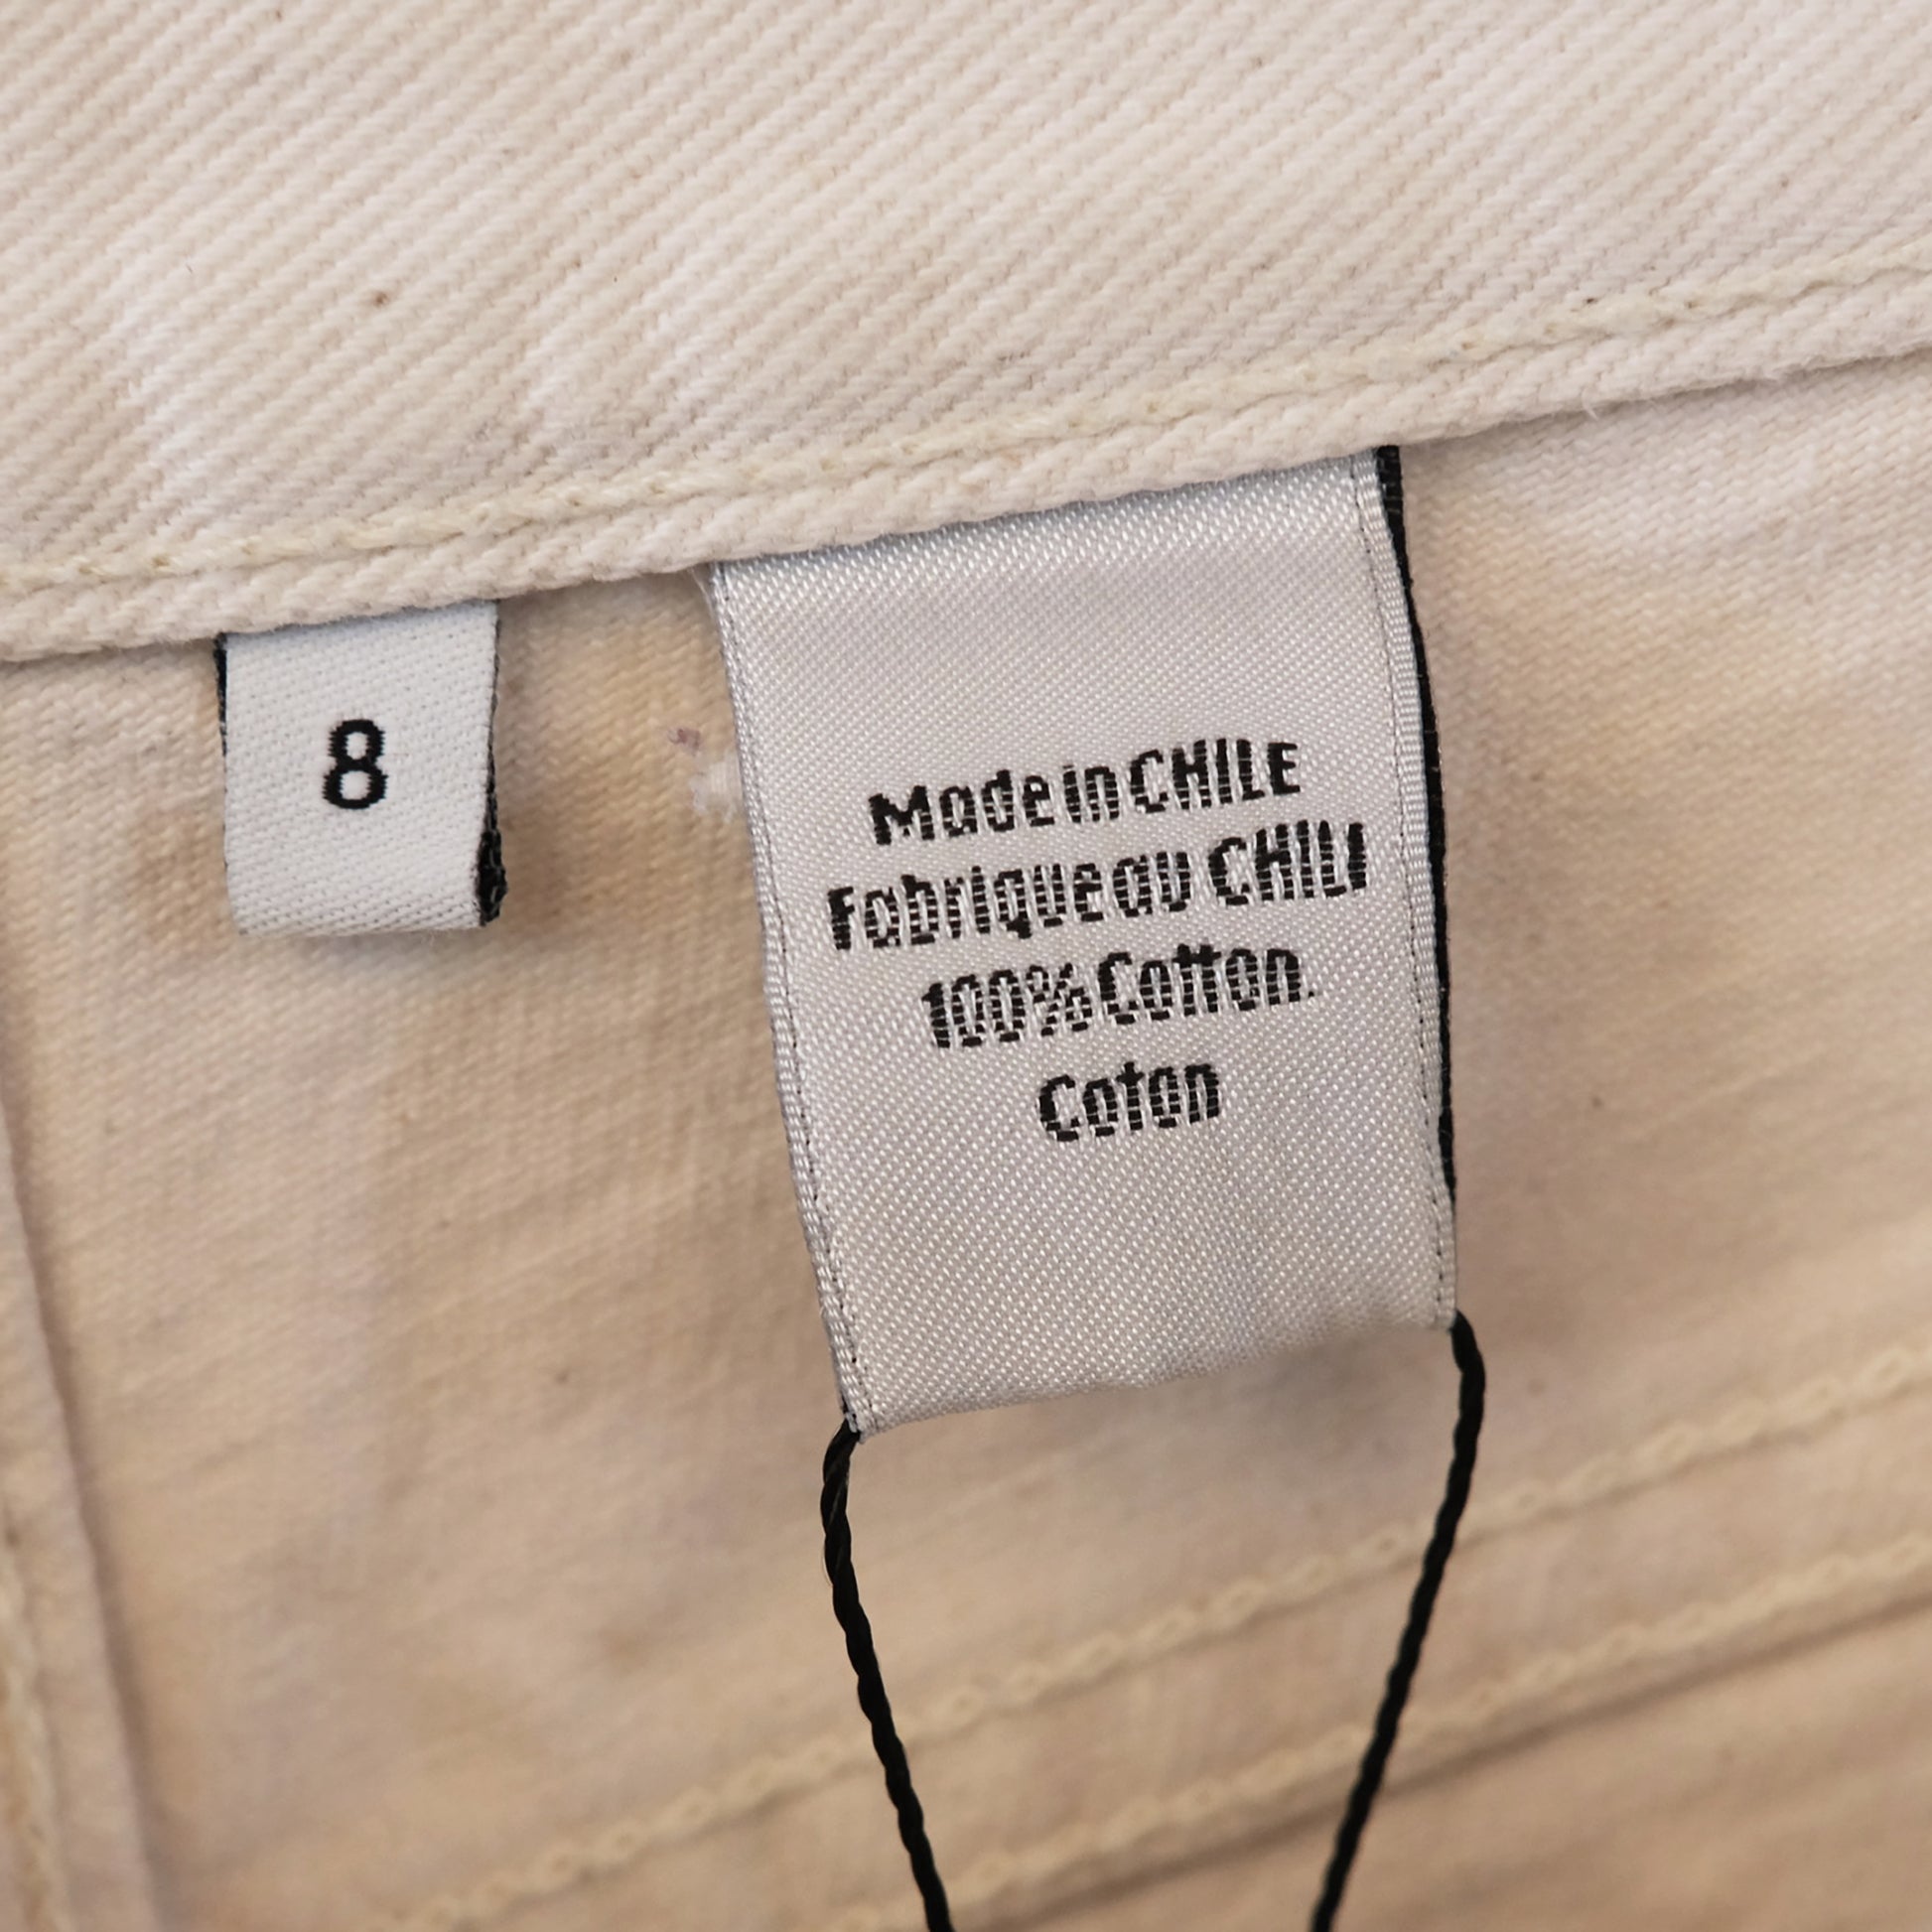 8
Made in CHILE
Fabrique au CHILI
100% Cotton.
Coton